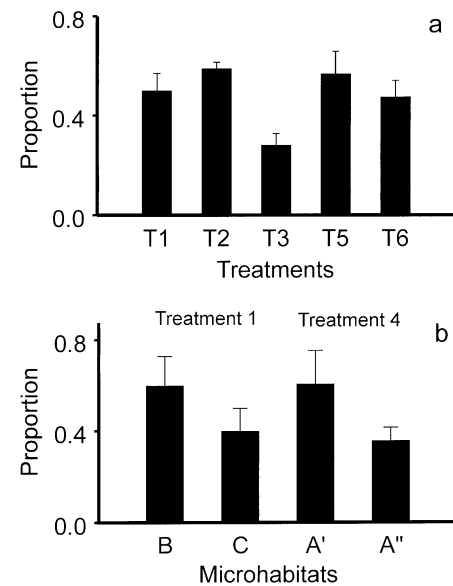 a
0.8
0.4
0.0
Proportion
T1 T2 T3 T5 T6
Treatments
b
Treatment 1 Treatment 4
0.8
0.4
0.0
Proportion
B C A' A"
Microhabitats